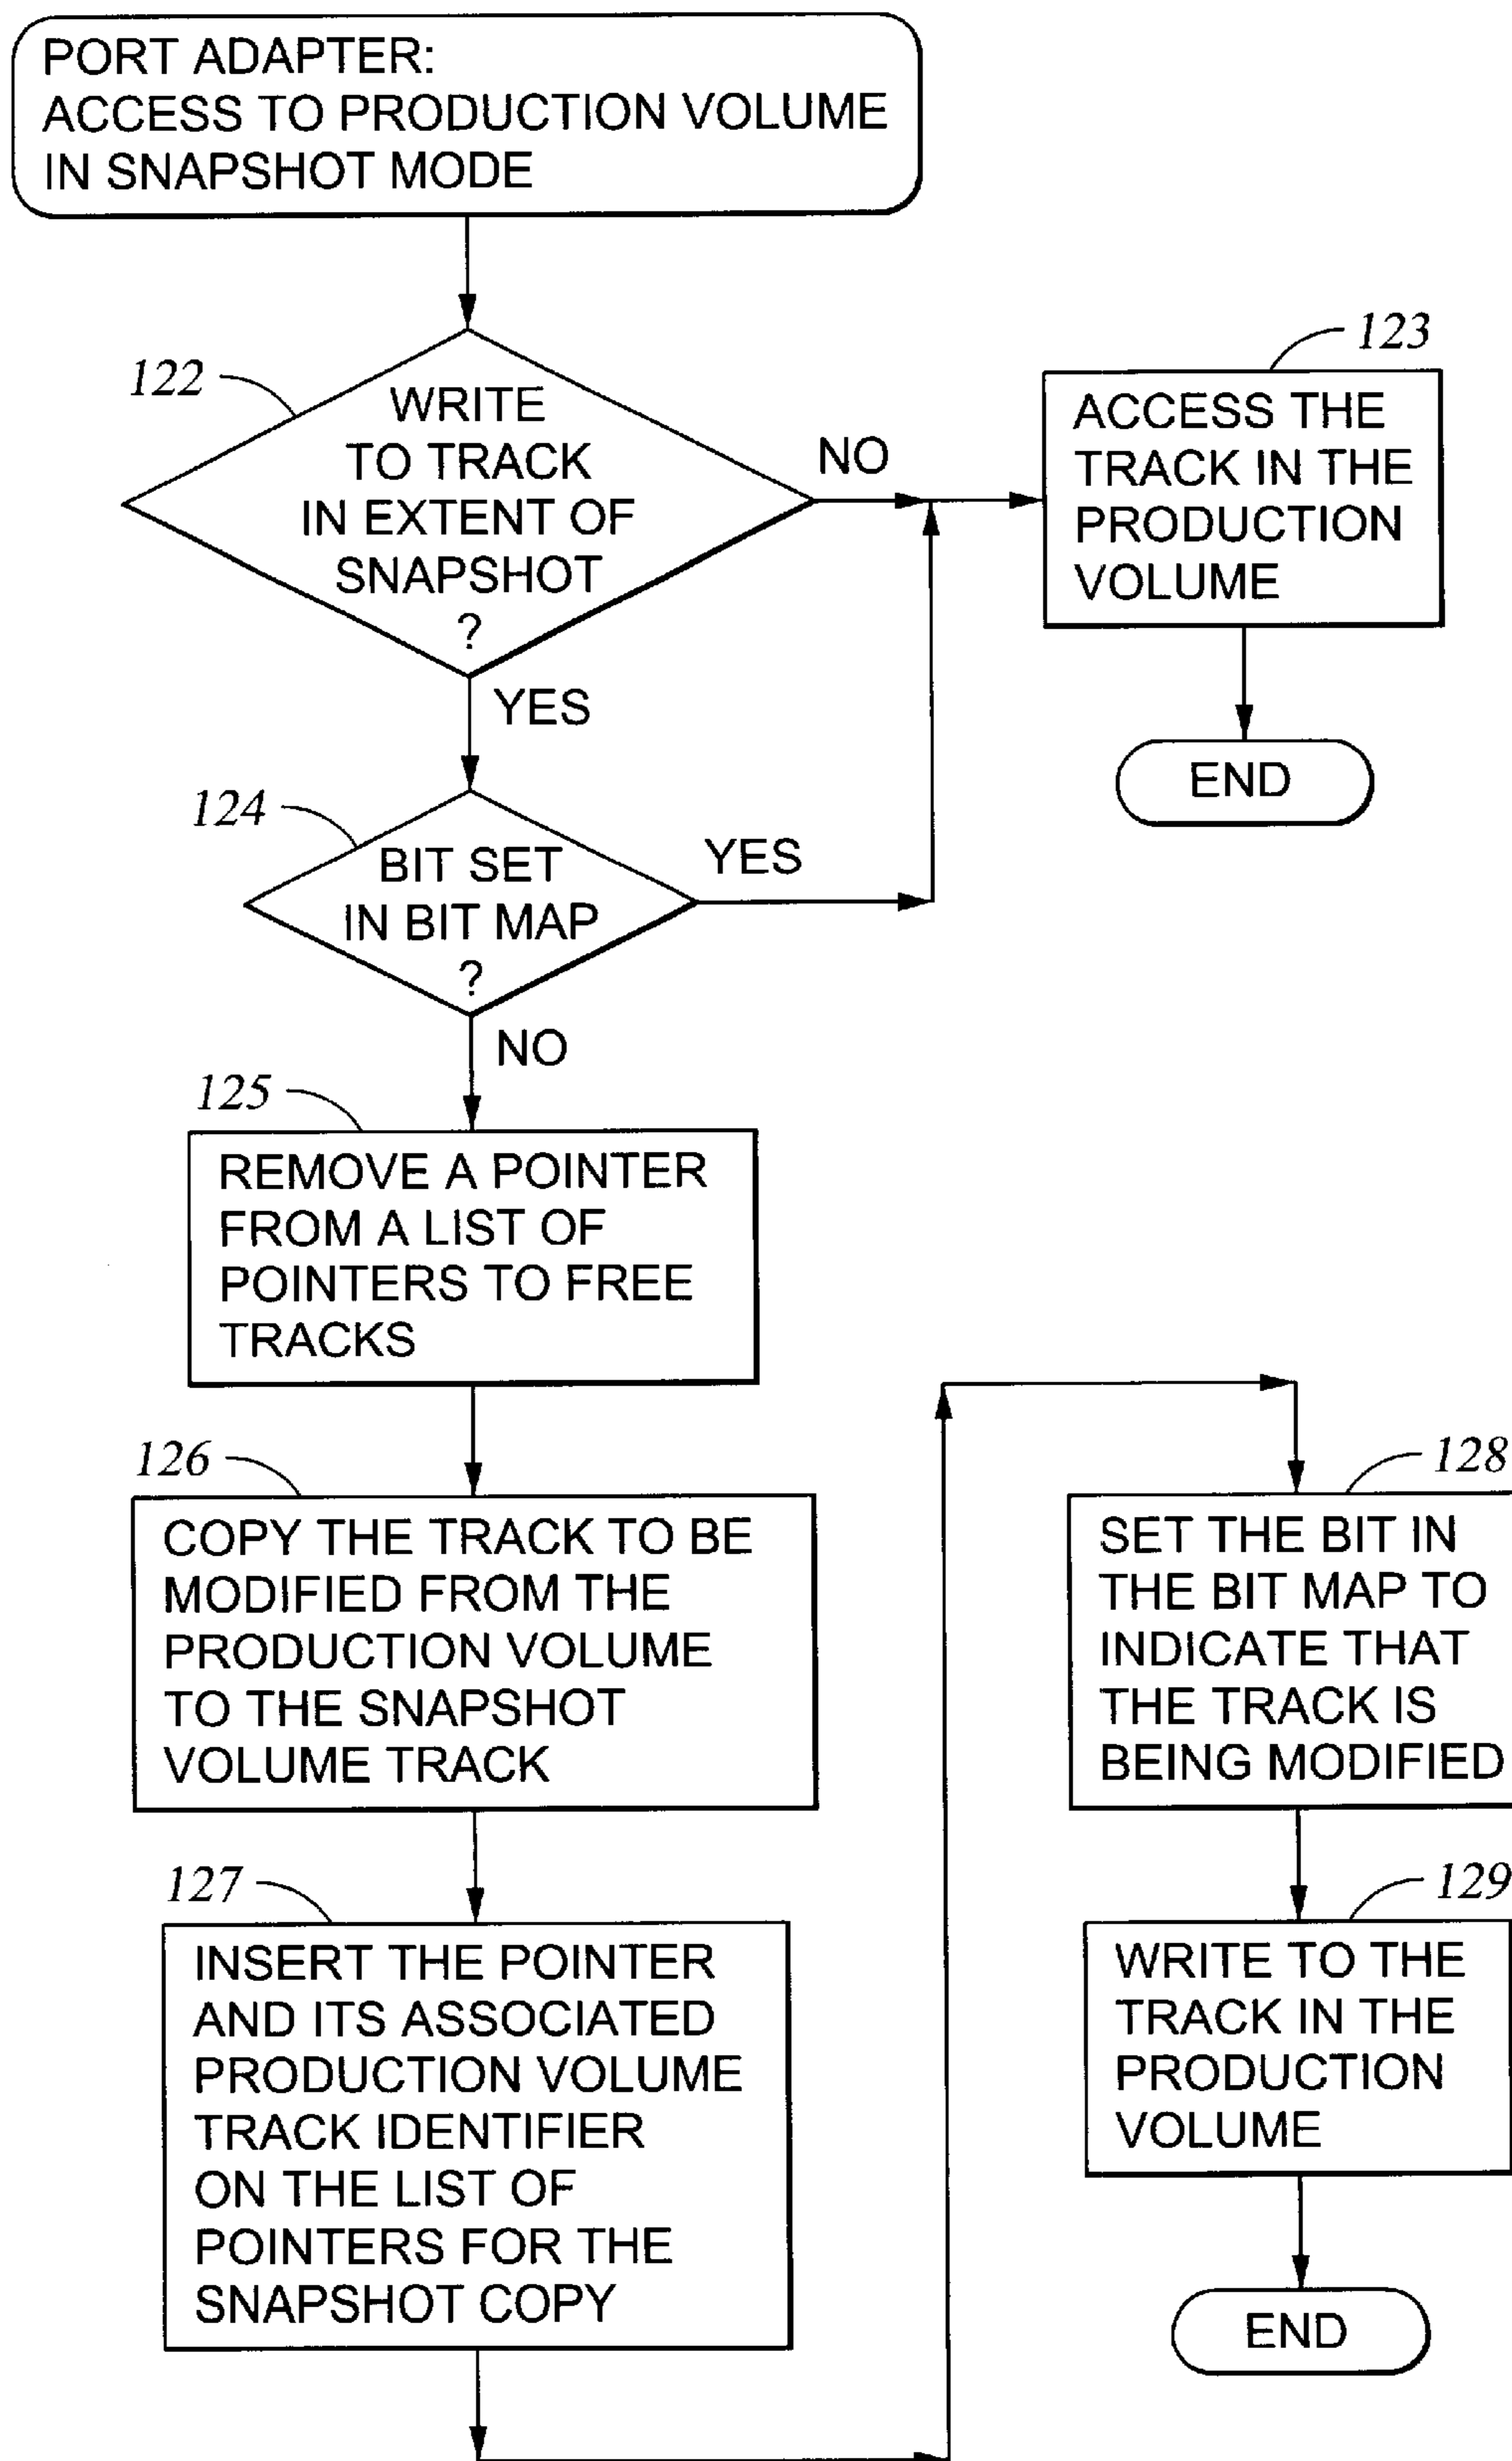 PORT ADAPTER:
ACCESS TO PRODUCTION VOLUME
IN SNAPSHOT MODE
122
WRITE
TO TRACK
IN EXTENT OF
SNAPSHOT
?
NO
YES
123
ACCESS THE
TRACK IN THE
PRODUCTION
VOLUME
END
124
BIT SET
IN BIT MAP
?
YES
NO
125
REMOVE A POINTER
FROM A LIST OF
POINTERS TO FREE
TRACKS
126
COPY THE TRACK TO BE
MODIFIED FROM THE
PRODUCTION VOLUME
TO THE SNAPSHOT
VOLUME TRACK
127
INSERT THE POINTER
AND ITS ASSOCIATED
PRODUCTION VOLUME
TRACK IDENTIFIER
ON THE LIST OF
POINTERS FOR THE
SNAPSHOT COPY
128
SET THE BIT IN
THE BIT MAP TO
INDICATE THAT
THE TRACK IS
BEING MODIFIED
129
WRITE TO THE
TRACK IN THE
PRODUCTION
VOLUME
END